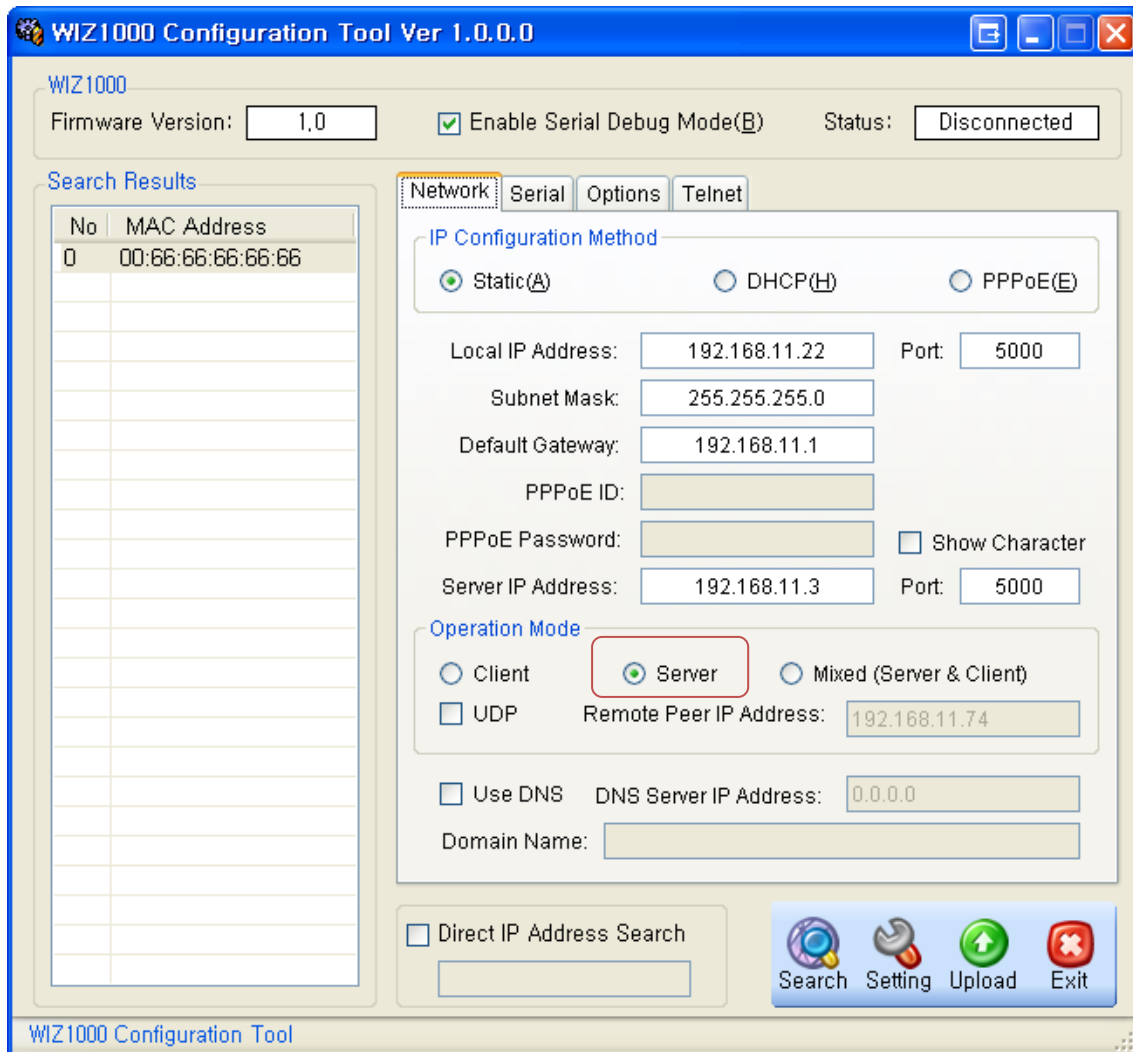 WIZ1000 Configuration Tool Ver 1.0.0.0
WIZ1000
Firmware Version: 1,0 Enable Serial Debug Mode(B) Status: Disconnected
Search Results
No MAC Address
0 00:66:66:66:66:66
Network Serial Options Telnet
IP Configuration Method
Static(A) DHCP(H) PPPoE(E)
Local IP Address: 192.168.11.22 Port: 5000
Subnet Mask: 255.255.255.0
Default Gateway: 192.168.11.1
PPPoE ID:
PPPoE Password: Show Character
Server IP Address: 192.168.11.3 Port: 5000
Operation Mode
Client Server Mixed (Server & Client)
UDP Remote Peer IP Address: 192.168.11.74
Use DNS DNS Server IP Address: 0.0.0.0
Domain Name:
Direct IP Address Search
Search Setting Upload Exit
WIZ1000 Configuration Tool